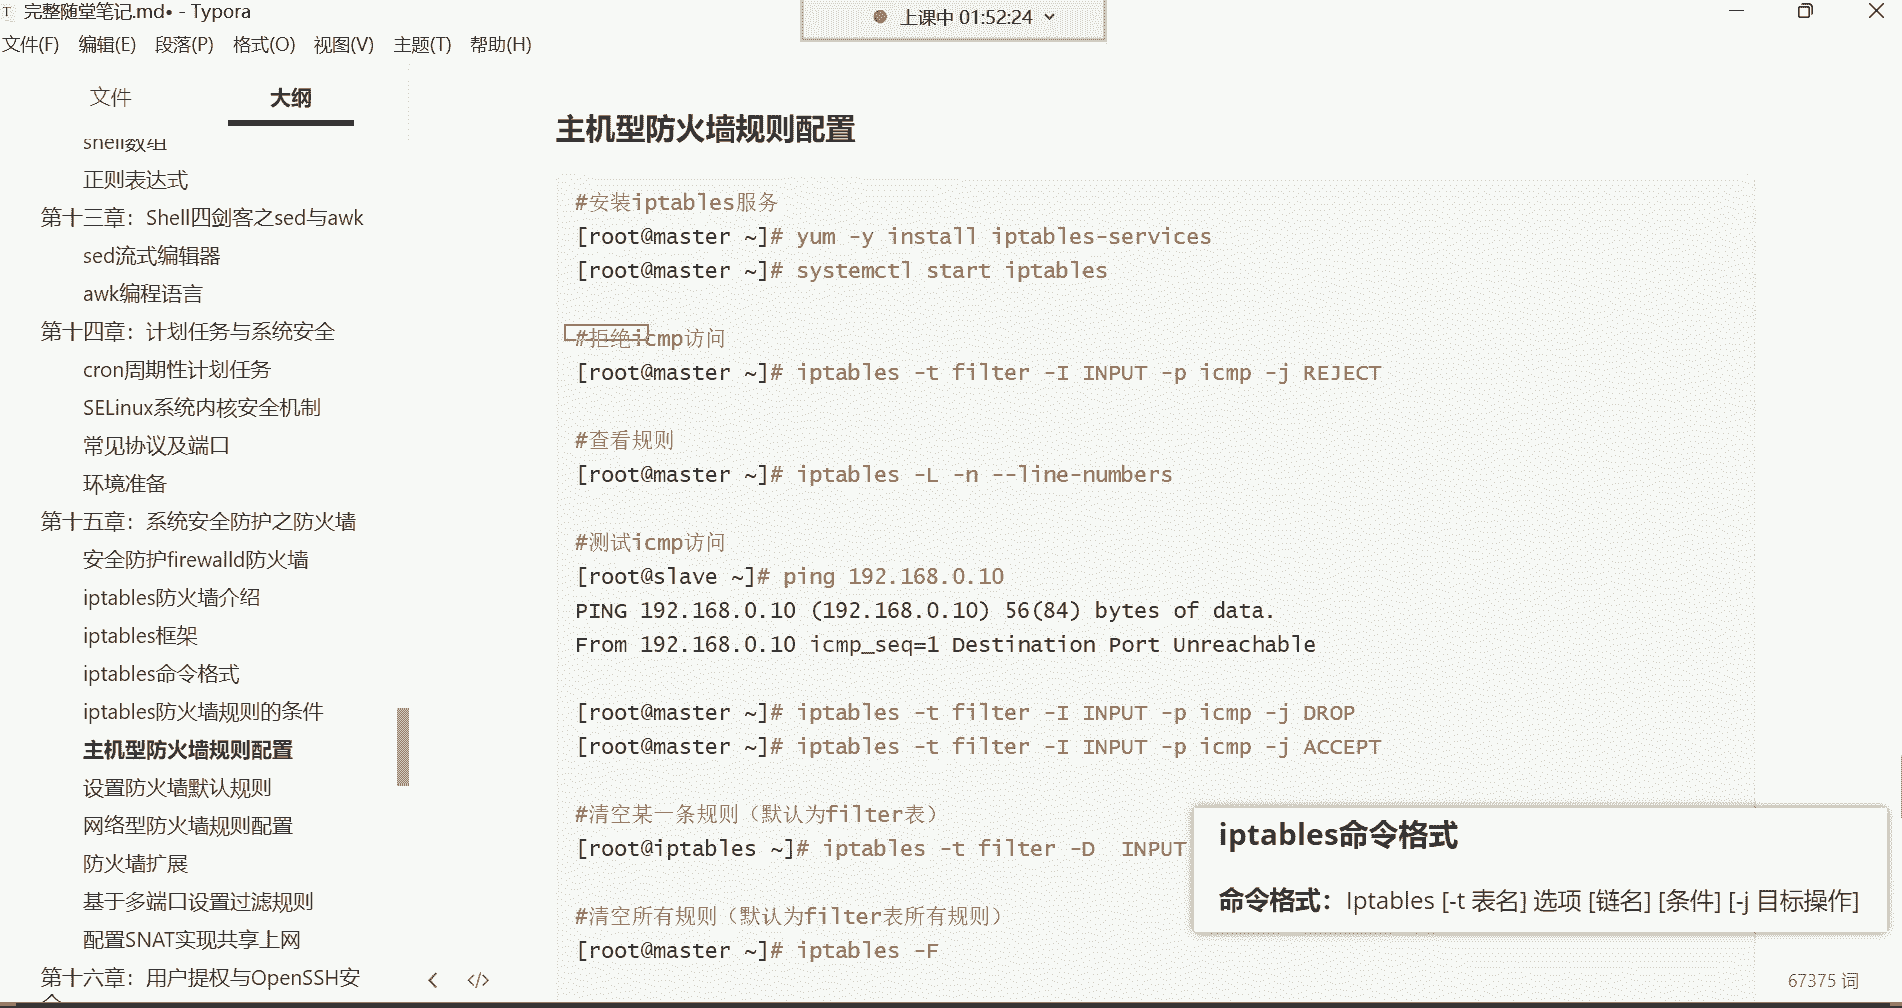 完整随堂笔记.md• - Typora
上课中 01:52:24
文件(F) 编辑(E) 段落(P) 格式(O) 视图(V) 主题(T) 帮助(H)
文件 大纲
shell数组
正则表达式
第十三章：Shell四剑客之sed与awk
sed流式编辑器
awk编程语言
第十四章：计划任务与系统安全
cron周期性计划任务
SELinux系统内核安全机制
常见协议及端口
环境准备
第十五章：系统安全防护之防火墙
安全防护firewalld防火墙
iptables防火墙介绍
iptables框架
iptables命令格式
iptables防火墙规则的条件
主机型防火墙规则配置
设置防火墙默认规则
网络型防火墙规则配置
防火墙扩展
基于多端口设置过滤规则
配置SNAT实现共享上网
第十六章：用户提权与OpenSSH安
主机型防火墙规则配置
#安装iptables服务
[root@master ~]# yum -y install iptables-services
[root@master ~]# systemctl start iptables
#拒绝icmp访问
[root@master ~]# iptables -t filter -I INPUT -p icmp -j REJECT
#查看规则
[root@master ~]# iptables -L -n --line-numbers
#测试icmp访问
[root@slave ~]# ping 192.168.0.10
PING 192.168.0.10 (192.168.0.10) 56(84) bytes of data.
From 192.168.0.10 icmp_seq=1 Destination Port Unreachable
[root@master ~]# iptables -t filter -I INPUT -p icmp -j DROP
[root@master ~]# iptables -t filter -I INPUT -p icmp -j ACCEPT
#清空某一条规则（默认为filter表）
[root@iptables ~]# iptables -t filter -D  INPUT
#清空所有规则（默认为filter表所有规则）
[root@master ~]# iptables -F
iptables命令格式
命令格式：Iptables [-t 表名] 选项 [链名] [条件] [-j 目标操作]
67375 词